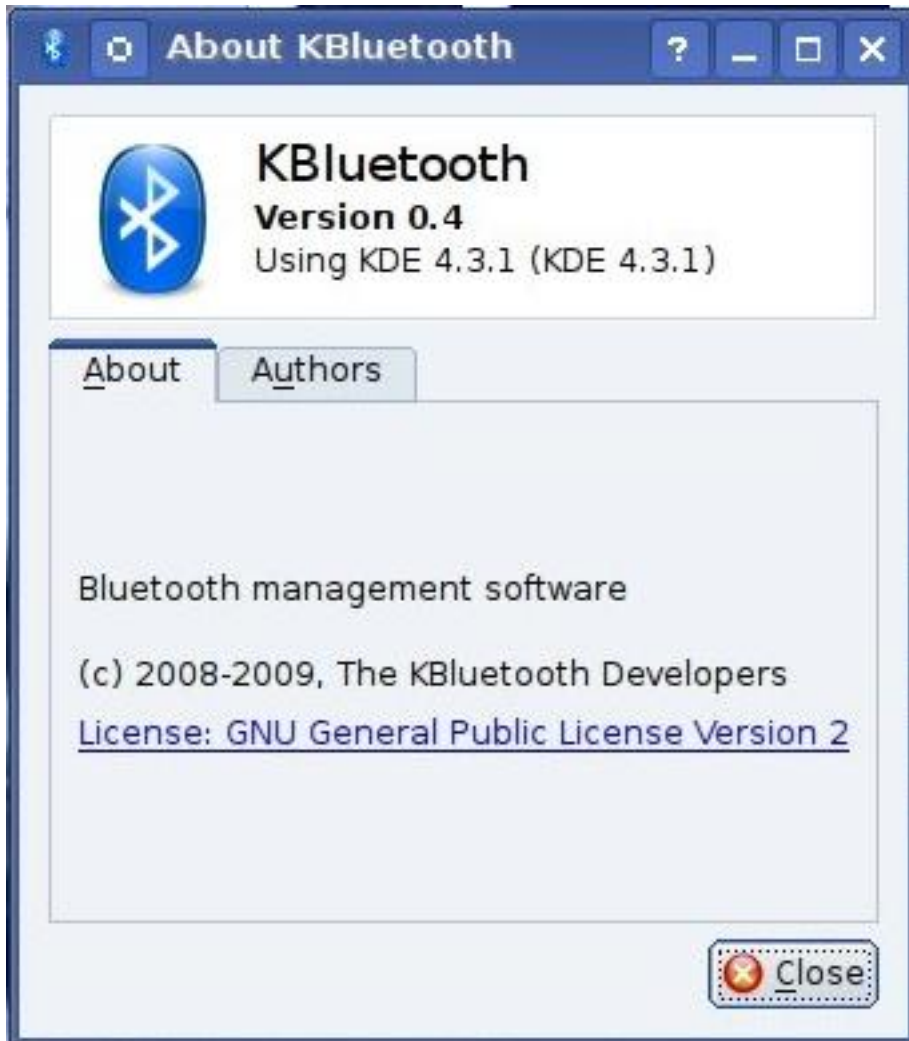 About KBluetooth
?
KBluetooth
Version 0.4
Using KDE 4.3.1 (KDE 4.3.1)
About
Authors
Bluetooth management software
(c) 2008-2009, The KBluetooth Developers
License: GNU General Public License Version 2
Close